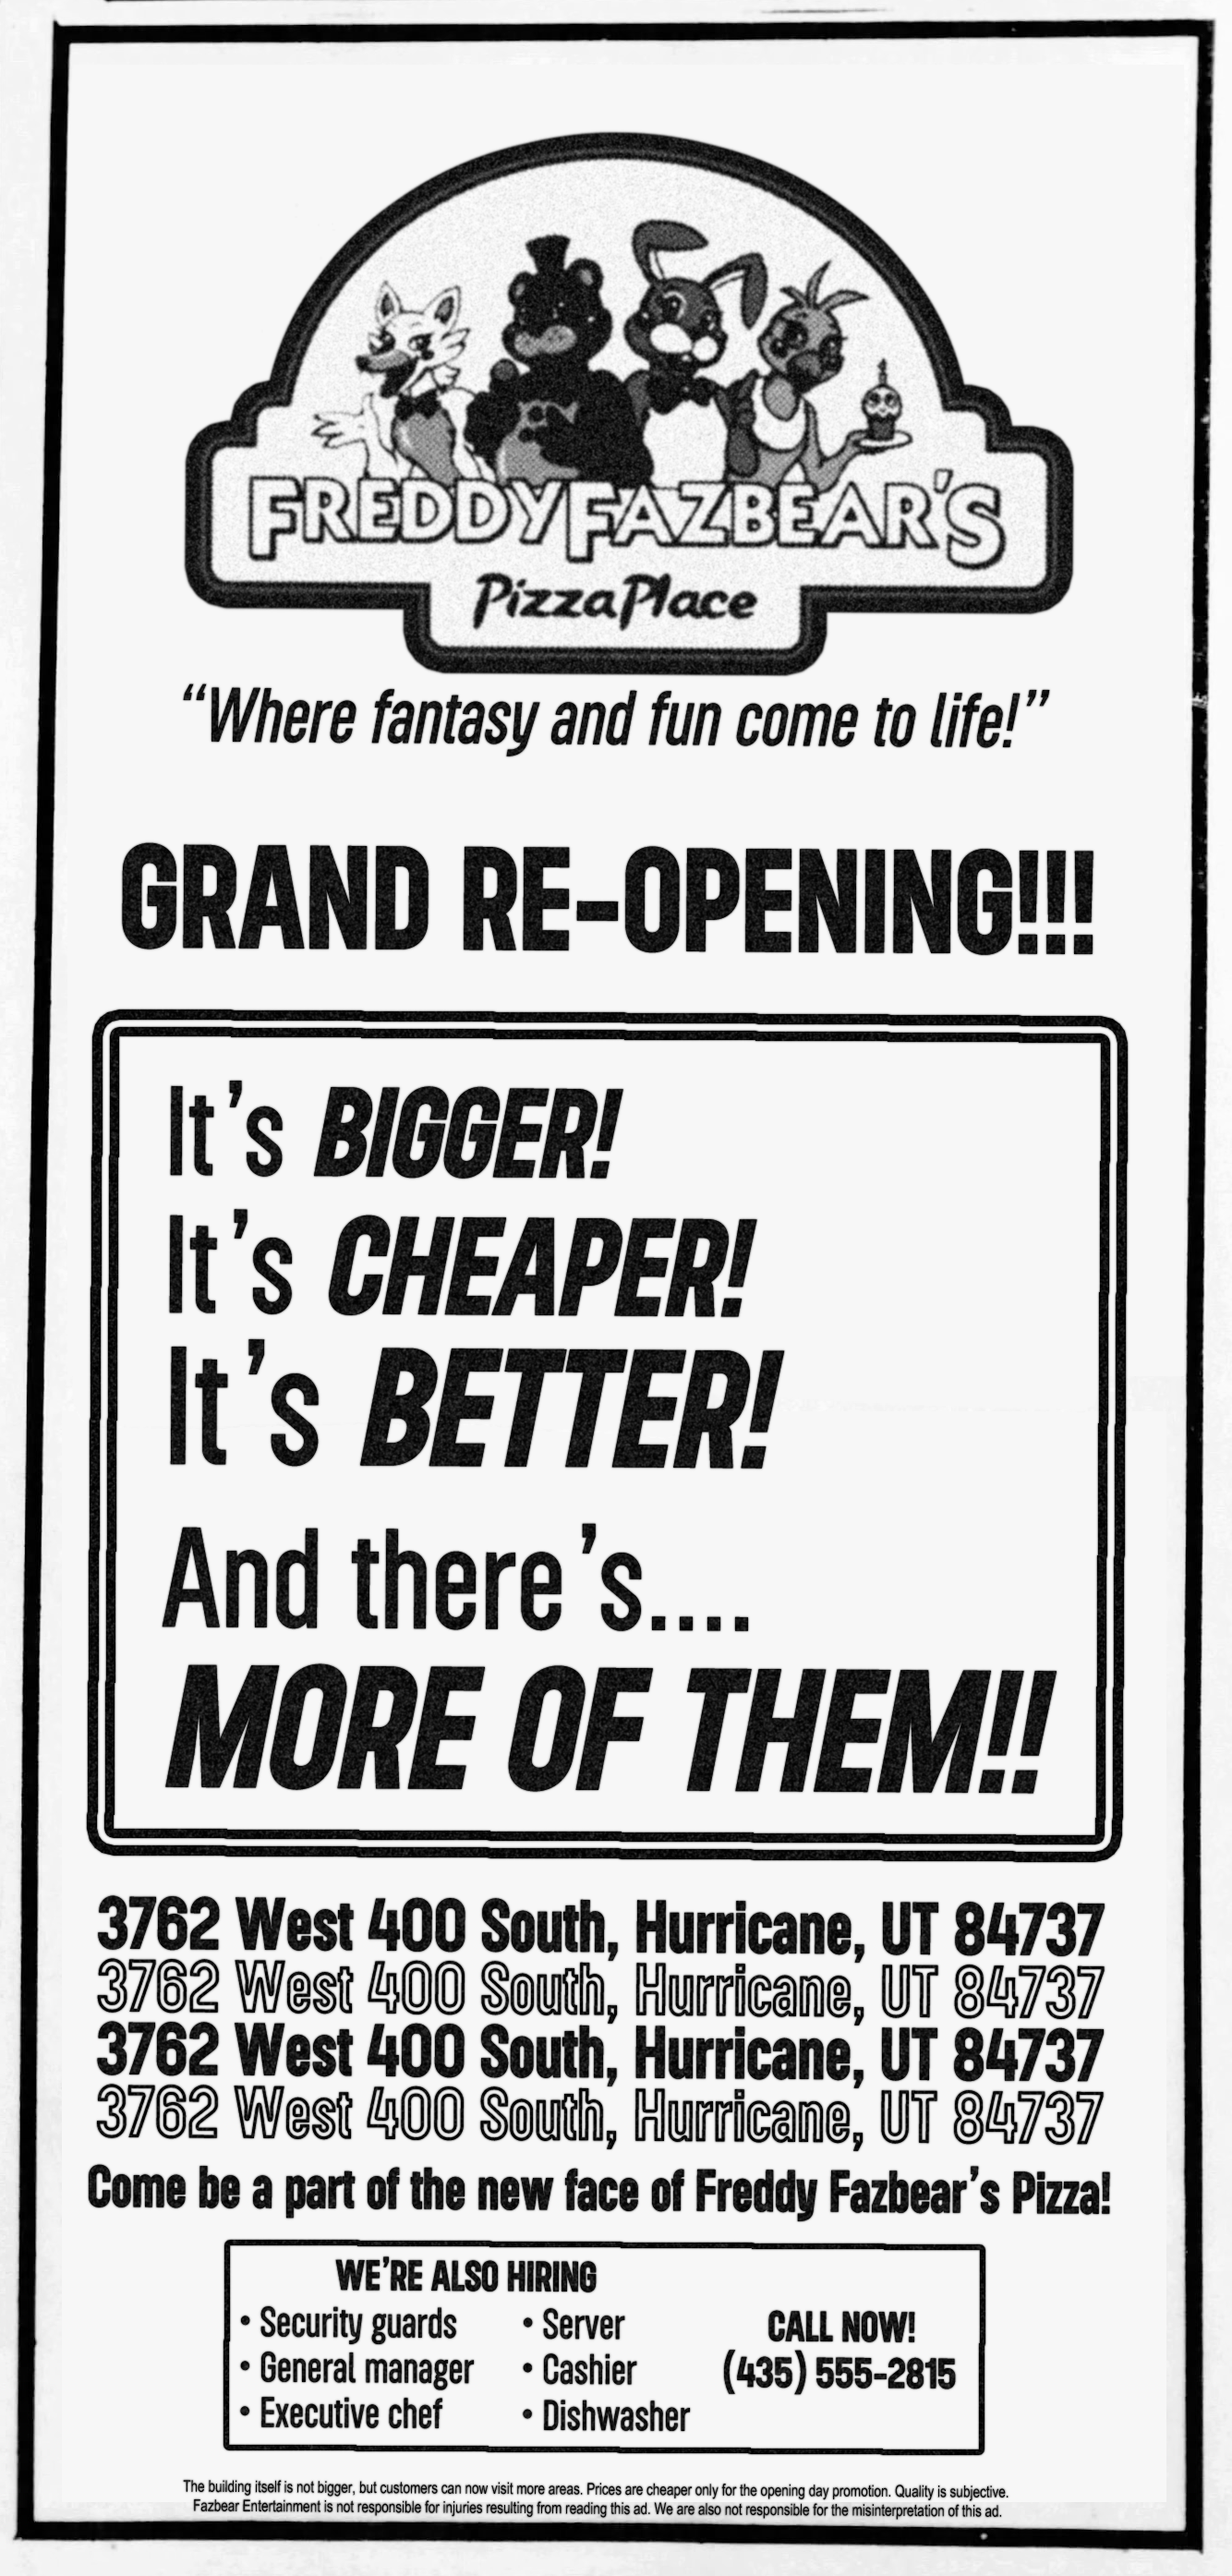 FREDDY FAZBEAR'S
Pizza Place
“Where fantasy and fun come to life!”
GRAND RE-OPENING!!!
It’s BIGGER!
It’s CHEAPER!
It’s BETTER!
And there’s....
MORE OF THEM!!
3762 West 400 South, Hurricane, UT 84737
3762 West 400 South, Hurricane, UT 84737
3762 West 400 South, Hurricane, UT 84737
3762 West 400 South, Hurricane, UT 84737
Come be a part of the new face of Freddy Fazbear’s Pizza!
WE’RE ALSO HIRING
• Security guards
• General manager
• Executive chef
• Server
• Cashier
• Dishwasher
CALL NOW!
(435) 555-2815
The building itself is not bigger, but customers can now visit more areas. Prices are cheaper only for the opening day promotion. Quality is subjective.
Fazbear Entertainment is not responsible for injuries resulting from reading this ad. We are also not responsible for the misinterpretation of this ad.